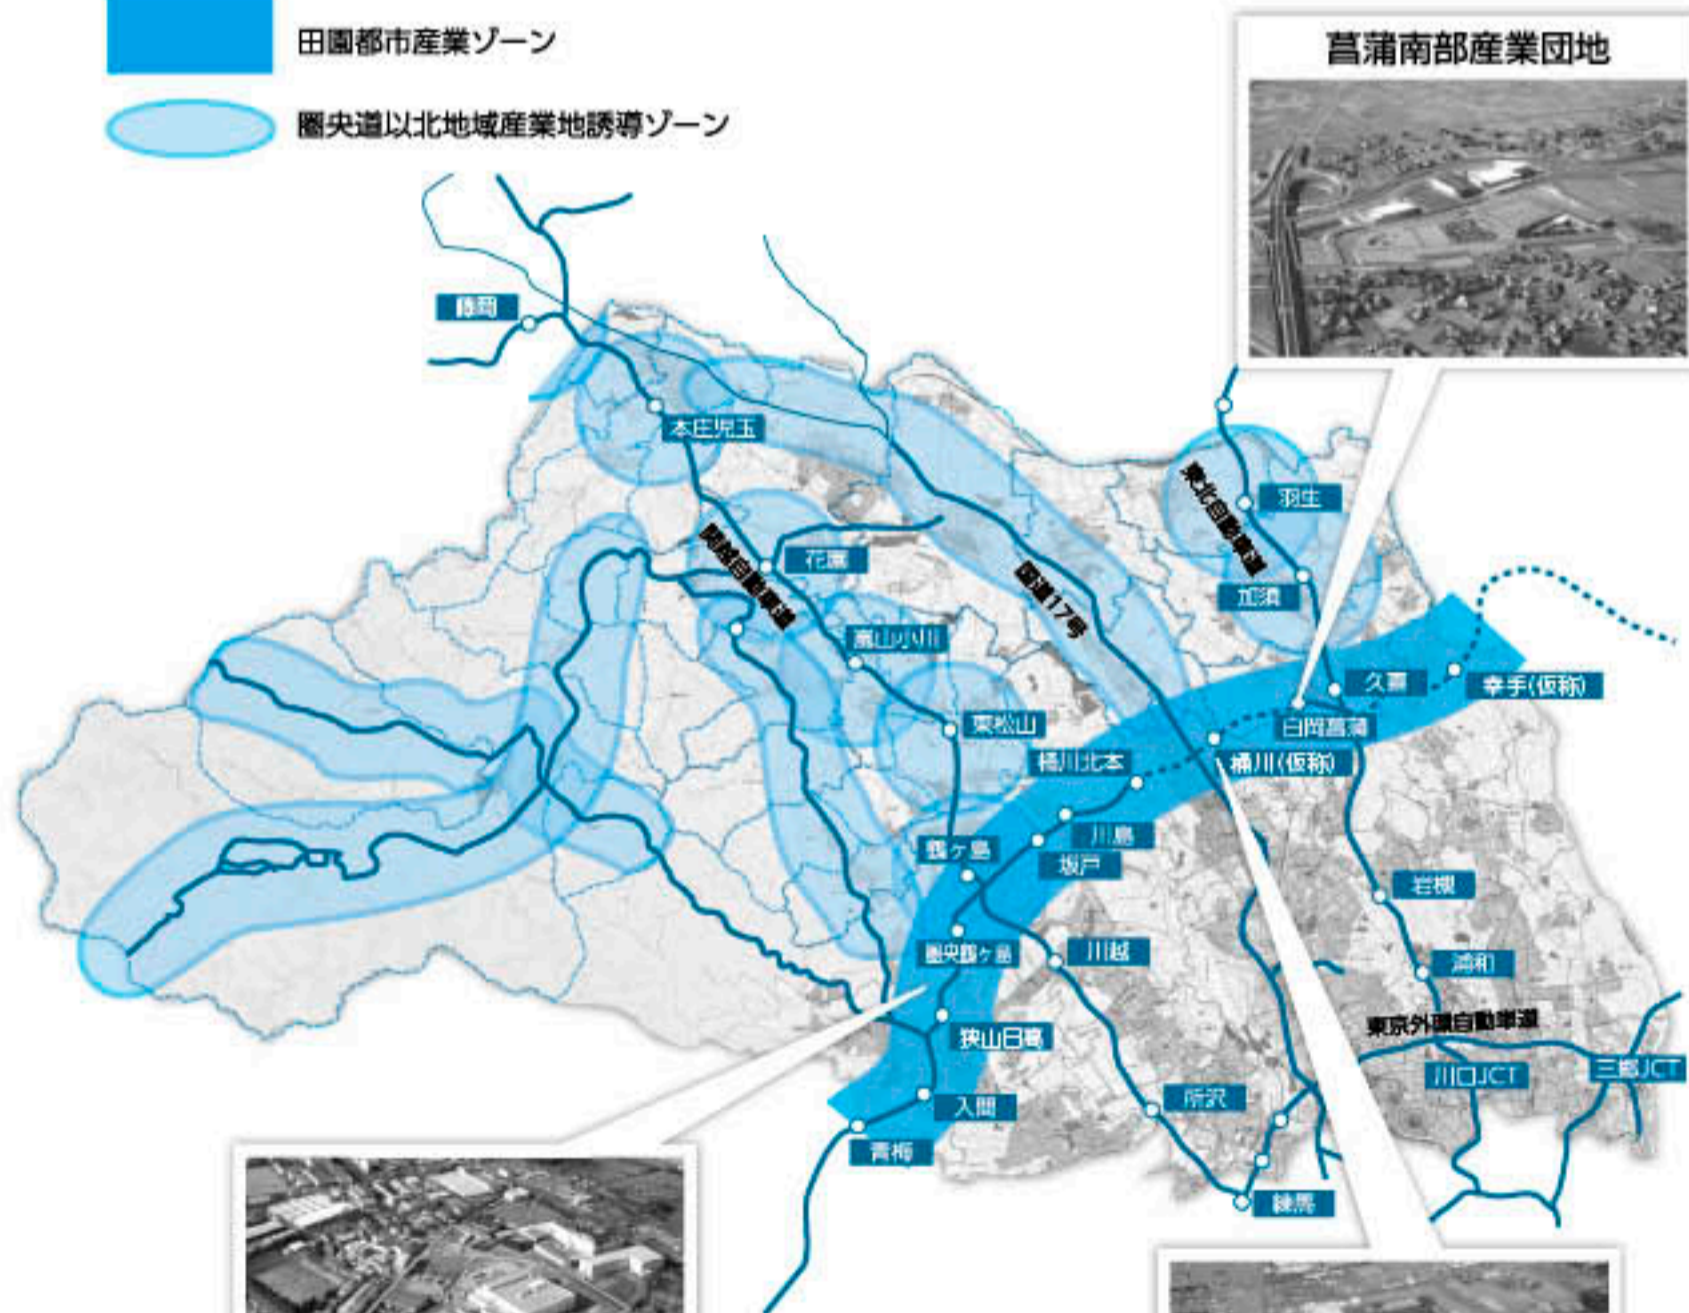 田園都市産業ゾーン
圏央道以北地域産業地誘導ゾーン
菖蒲南部産業団地
藤岡
本庄児玉
関越自動車道
花園
嵐山小川
東松山
国道17号
東北自動車道
羽生
加須
久喜
幸手(仮称)
白岡菖蒲
桶川(仮称)
桶川北本
川島
坂戸
鶴ヶ島
圏央鶴ヶ島
川越
岩槻
浦和
狭山日高
東京外環自動車道
川口JCT
三郷JCT
入間
所沢
青梅
練馬